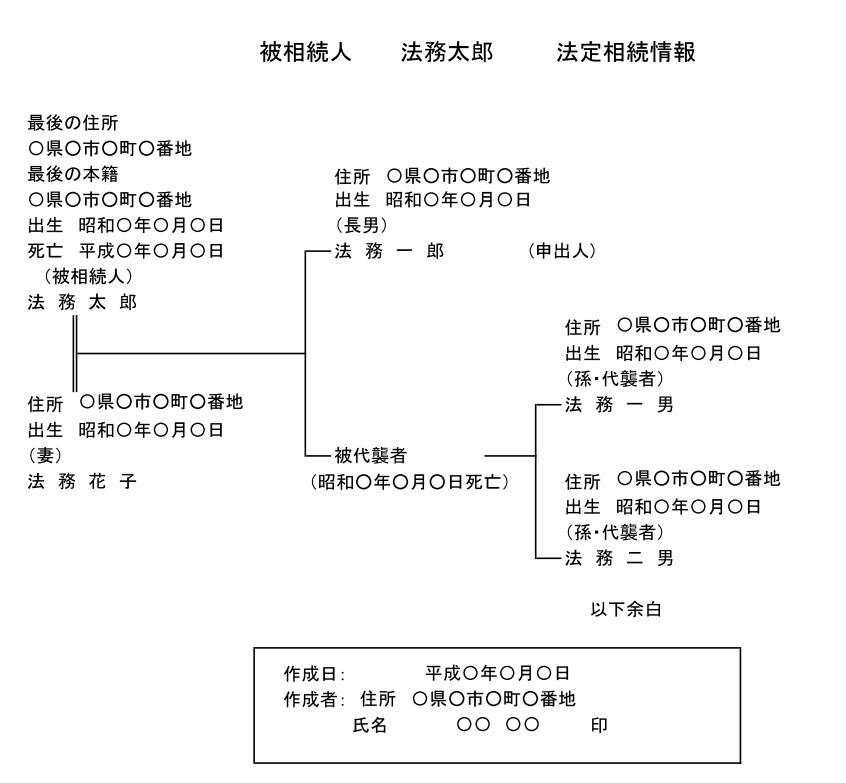 被相続人　　法務太郎　　法定相続情報
最後の住所
○県○市○町○番地
最後の本籍
○県○市○町○番地
出生　昭和○年○月○日
死亡　平成○年○月○日
（被相続人）
法　務　太　郎
住所　○県○市○町○番地
出生　昭和○年○月○日
（妻）
法　務　花　子
住所　○県○市○町○番地
出生　昭和○年○月○日
（長男）
法　務　一　郎　　　　（申出人）
被代襲者
（昭和○年○月○日死亡）
住所　○県○市○町○番地
出生　昭和○年○月○日
（孫・代襲者）
法　務　一　男
住所　○県○市○町○番地
出生　昭和○年○月○日
（孫・代襲者）
法　務　二　男
以下余白
作成日：　　　　平成○年○月○日
作成者：　住所　○県○市○町○番地
氏名　　　○○　○○　　　印